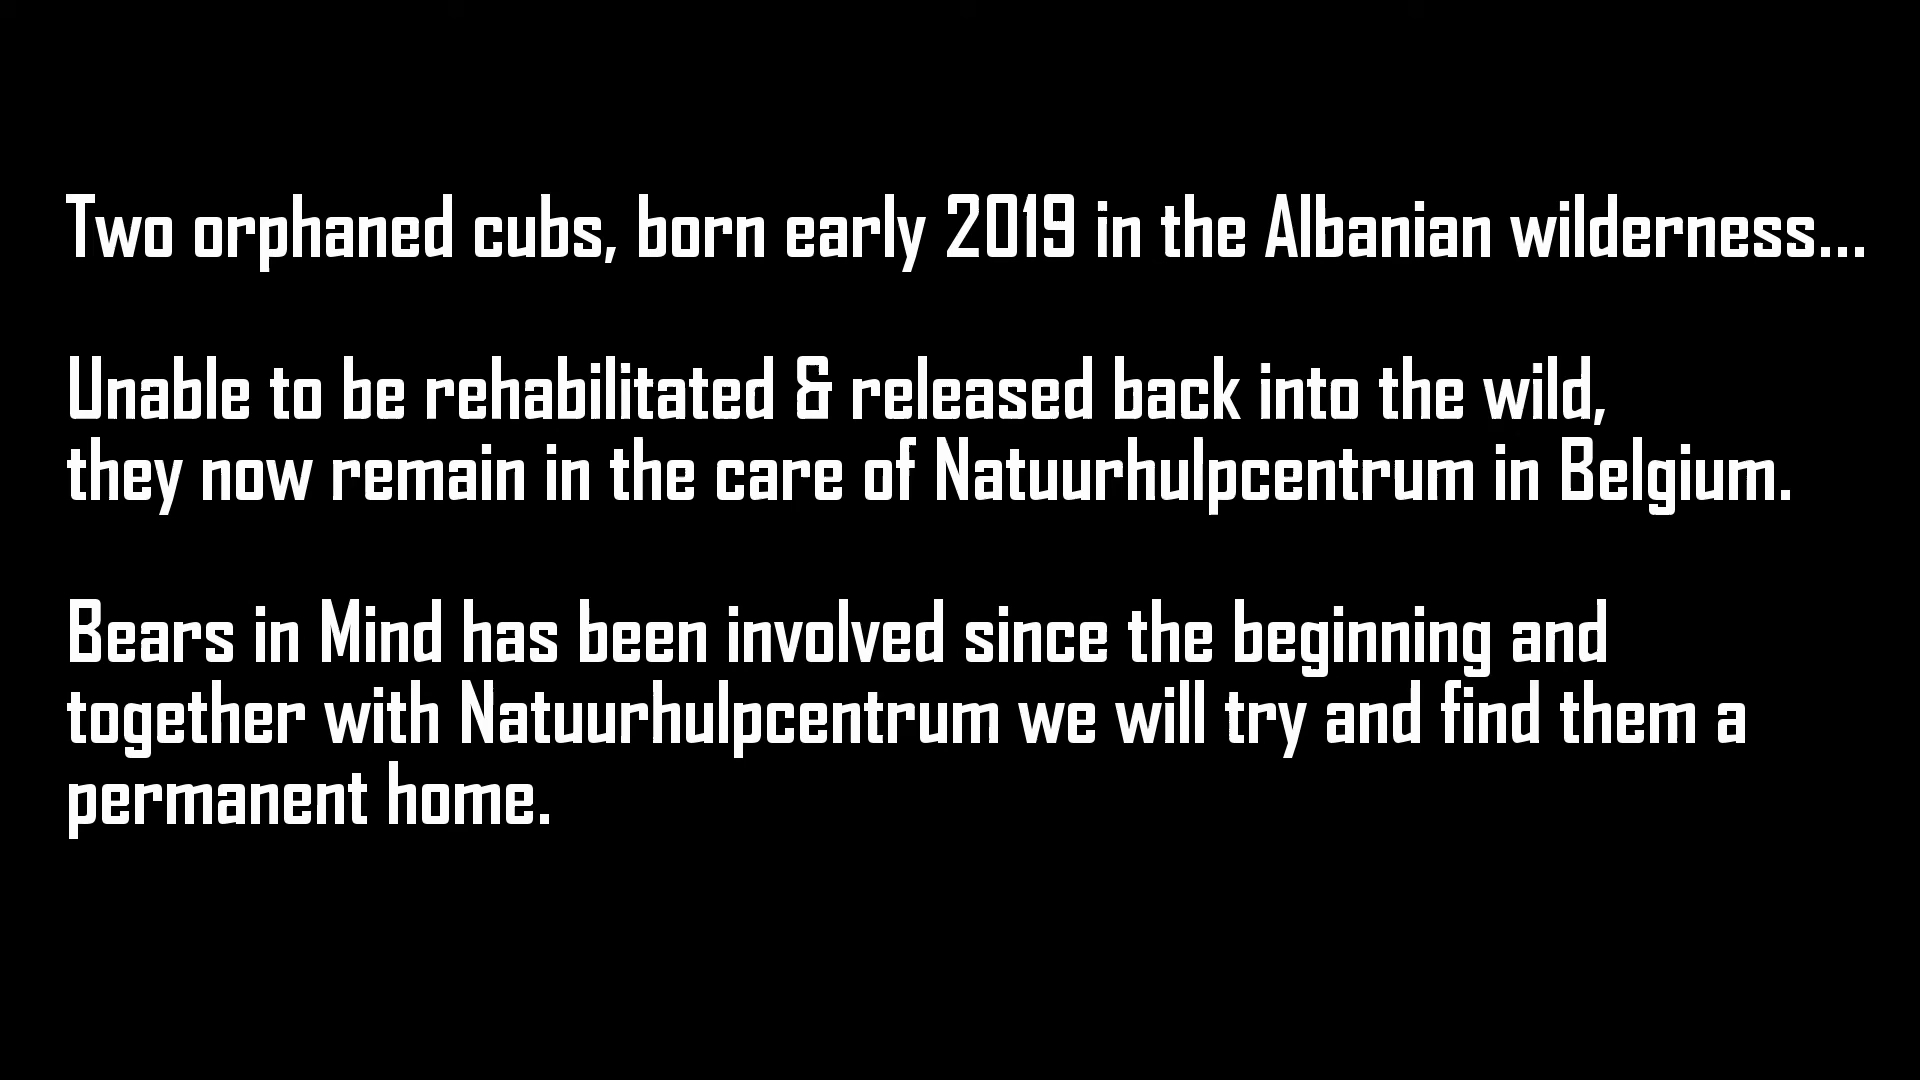 Two orphaned cubs, born early 2019 in the Albanian wilderness...
Unable to be rehabilitated & released back into the wild,
they now remain in the care of Natuurhulpcentrum in Belgium.
Bears in Mind has been involved since the beginning and
together with Natuurhulpcentrum we will try and find them a
permanent home.